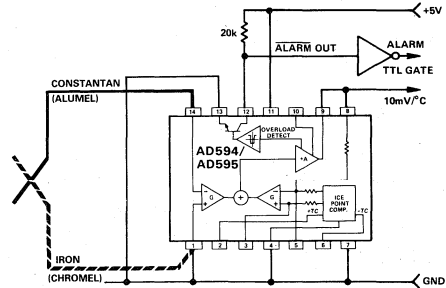 +5V
20k
ALARM OUT
ALARM
TTL GATE
CONSTANTAN
(ALUMEL)
10mV/°C
14 13 12 11 10 9 8
OVERLOAD
DETECT
AD594/
AD595
+A
G
G
ICE
POINT
COMP.
+TC
-TC
1 2 3 4 5 6 7
IRON
(CHROMEL)
GND